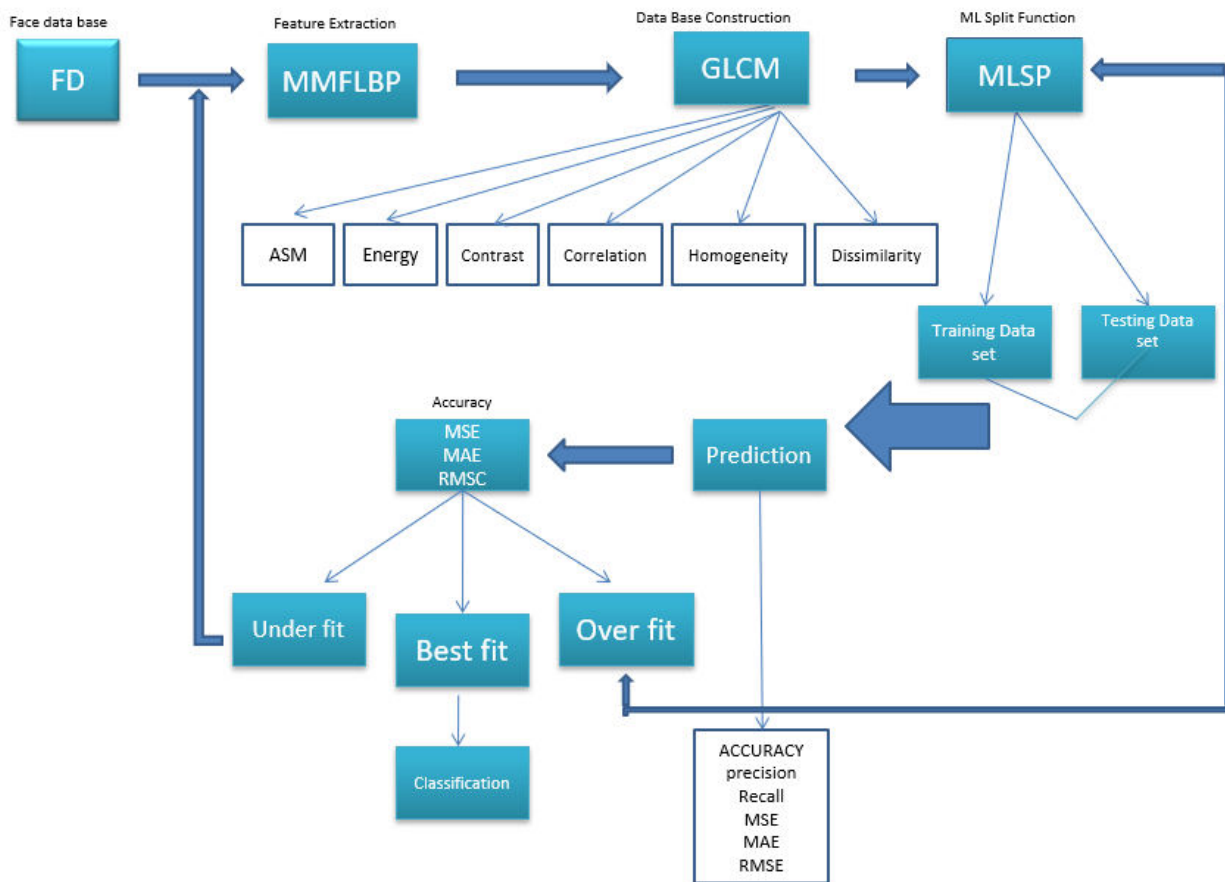 Face data base
FD
Feature Extraction
MMFLBP
Data Base Construction
GLCM
ML Split Function
MLSP
ASM
Energy
Contrast
Correlation
Homogeneity
Dissimilarity
Training Data
set
Testing Data
set
Accuracy
MSE
MAE
RMSC
Prediction
Under fit
Best fit
Over fit
Classification
ACCURACY
precision
Recall
MSE
MAE
RMSE